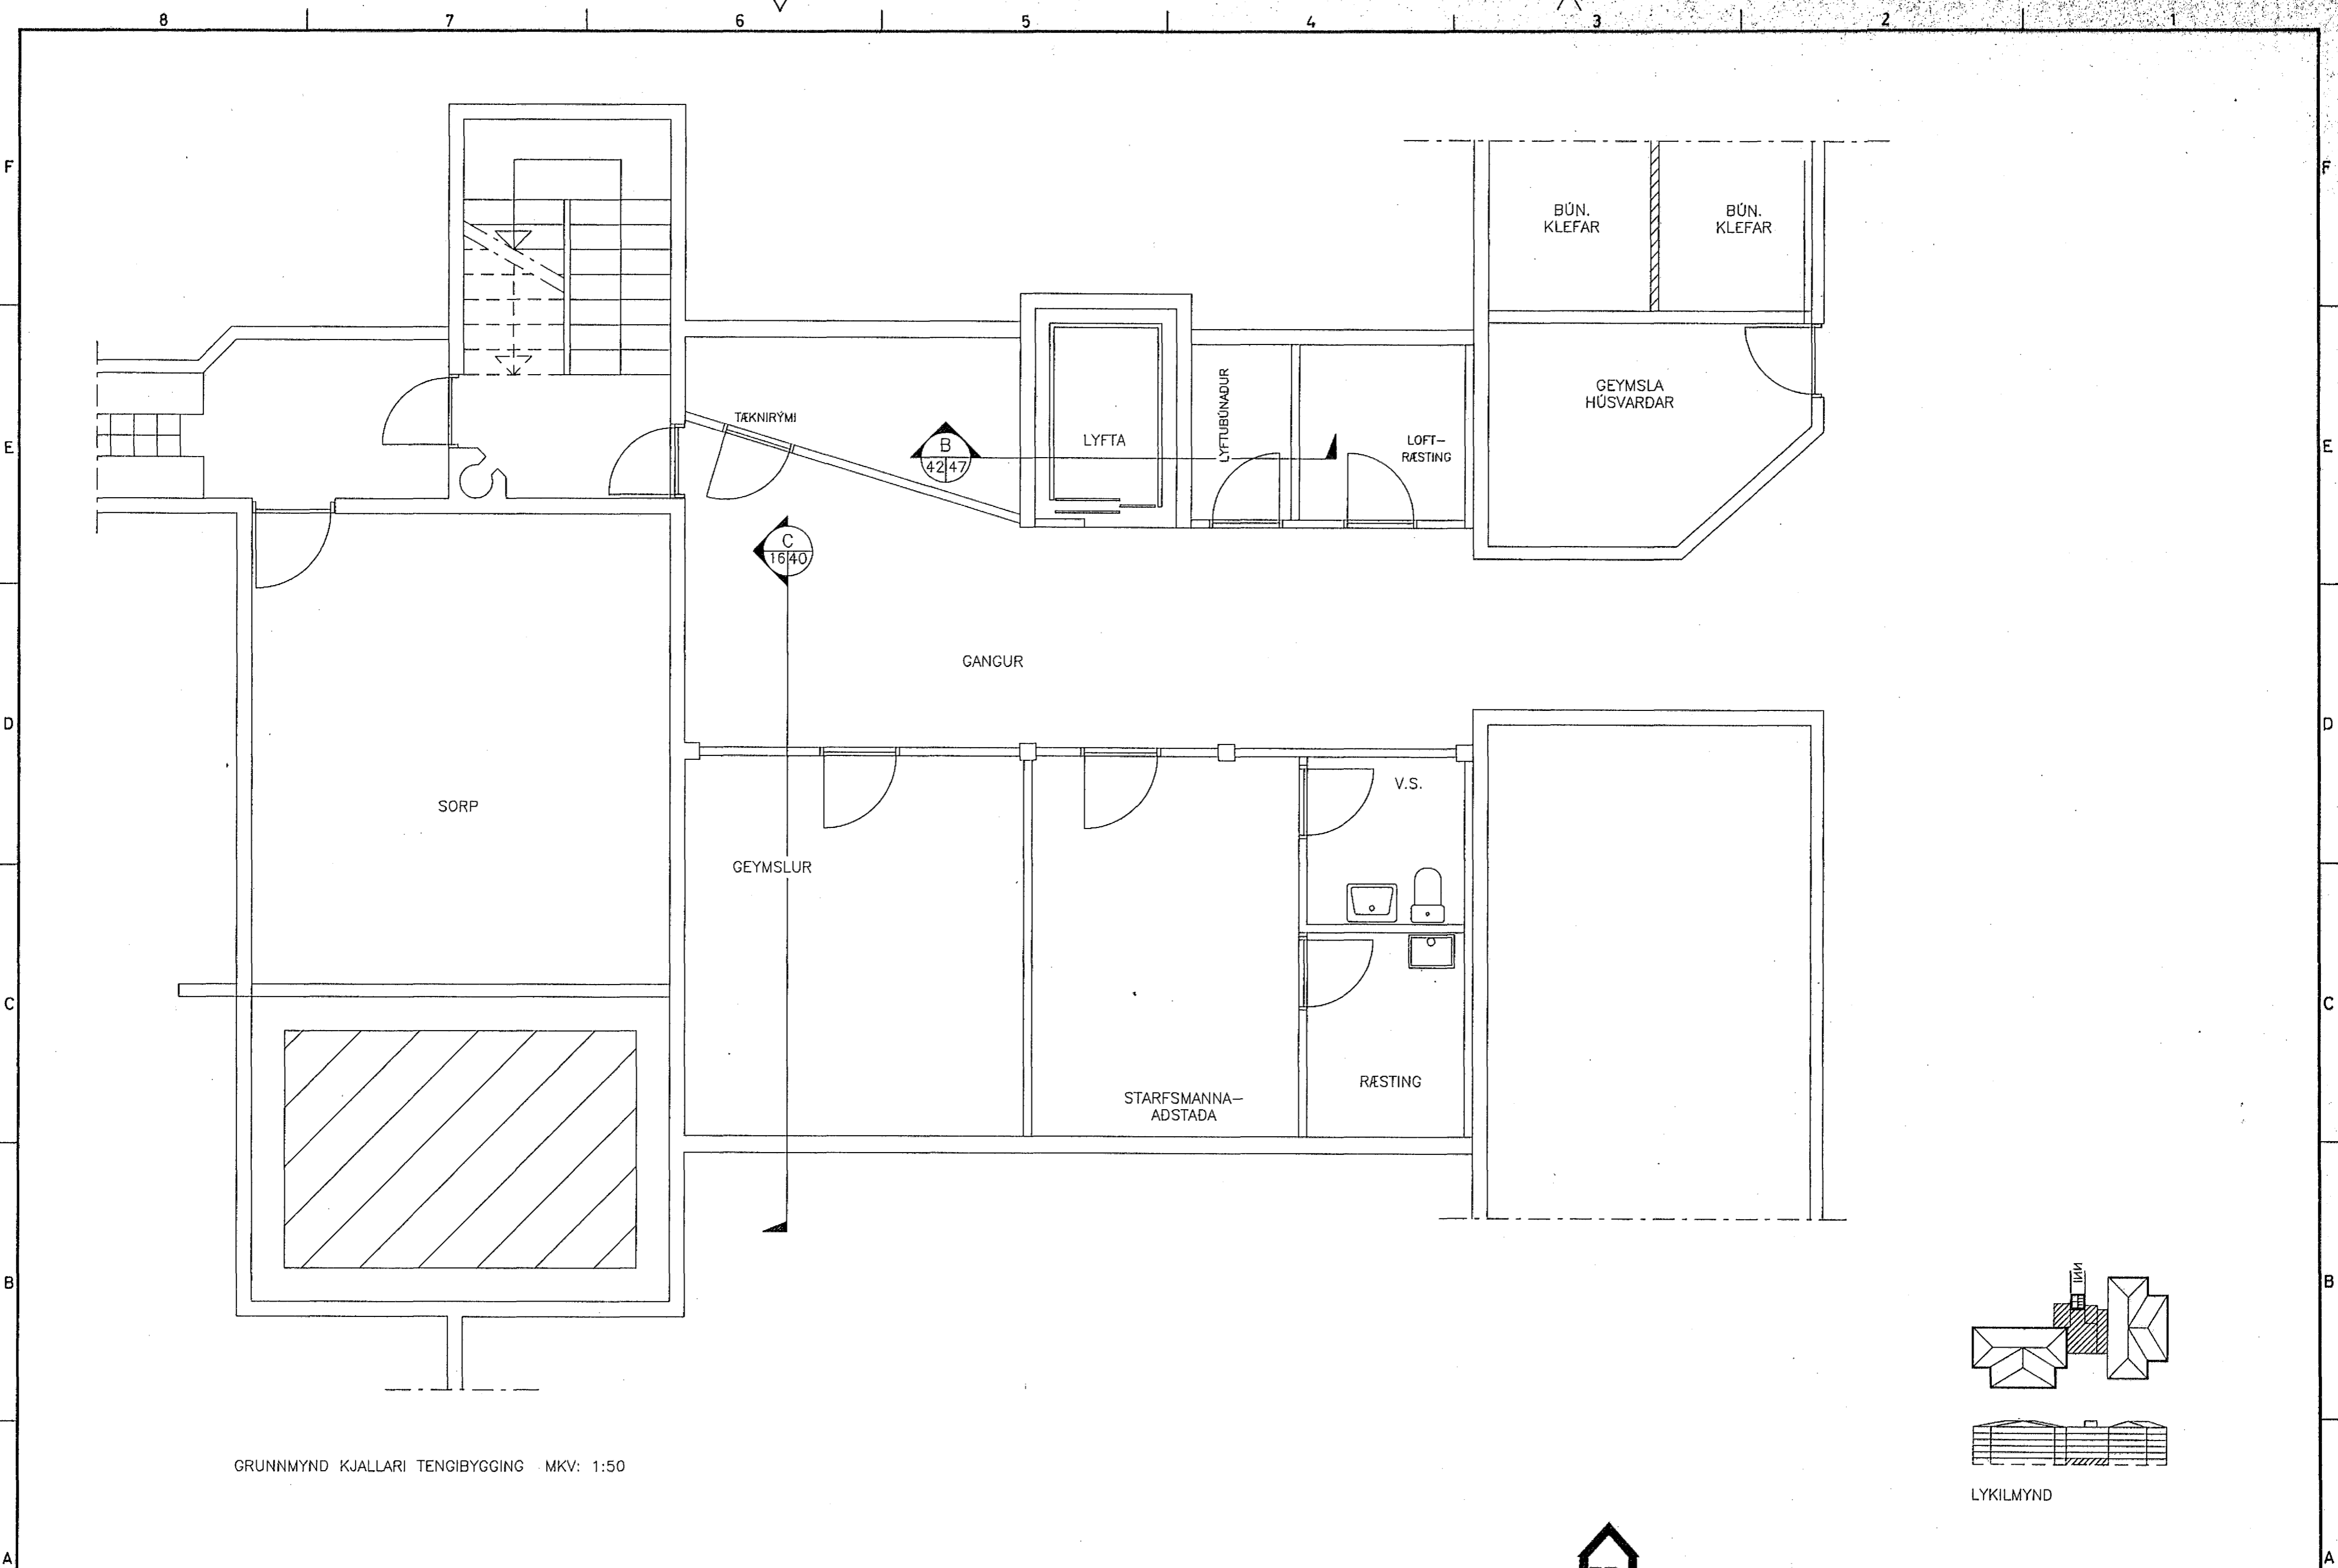 8 7 6 5 4 3 2 1
F F
BÚN.
KLEFAR
BÚN.
KLEFAR
E E
TÆKNIRÝMI
B
42 47
LYFTA
LYFTUBÚNAÐUR
LOFT-
RÆSTING
GEYMSLA
HÚSVARÐAR
C
16 40
GANGUR
D D
V.S.
SORP
GEYMSLUR
C C
STARFSMANNA-
AÐSTAÐA
RÆSTING
B B
INN
GRUNNMYND KJALLARI TENGIBYGGING MKV: 1:50
LYKILMYND
A A